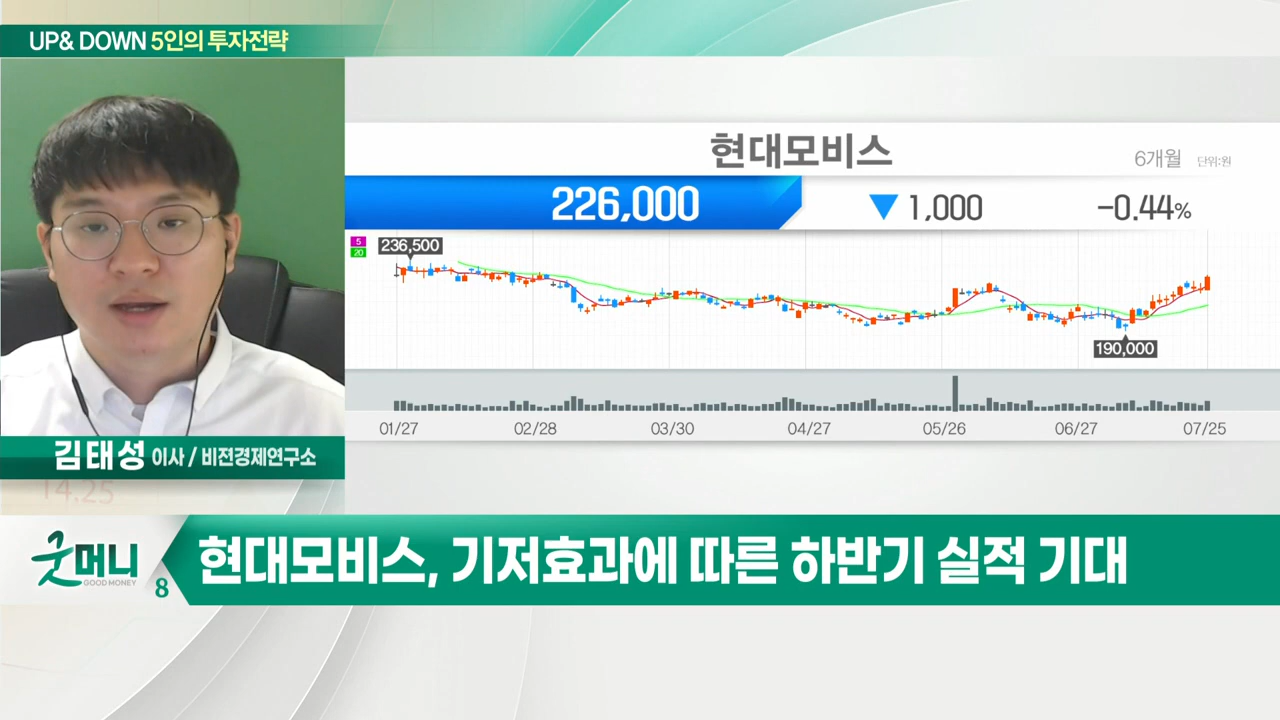 UP& DOWN 5인의 투자전략
현대모비스
6개월 단위:원
226,000 ▼ 1,000 -0.44%
5
20
236,500
190,000
01/27 02/28 03/30 04/27 05/26 06/27 07/25
김태성 이사 / 비전경제연구소
14.25
굿머니
GOOD MONEY
8
현대모비스, 기저효과에 따른 하반기 실적 기대